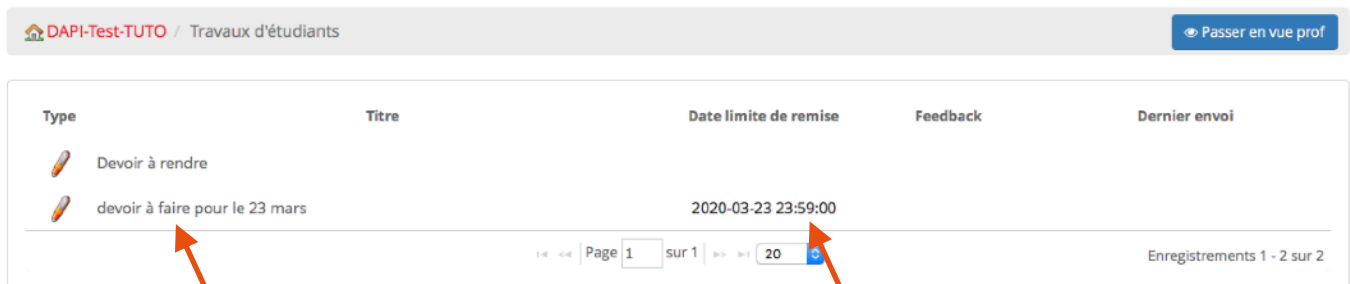 DAPI-Test-TUTO / Travaux d'étudiants Passer en vue prof
Type Titre Date limite de remise Feedback Dernier envoi
Devoir à rendre
devoir à faire pour le 23 mars 2020-03-23 23:59:00
Page 1 sur 1 20 Enregistrements 1 - 2 sur 2